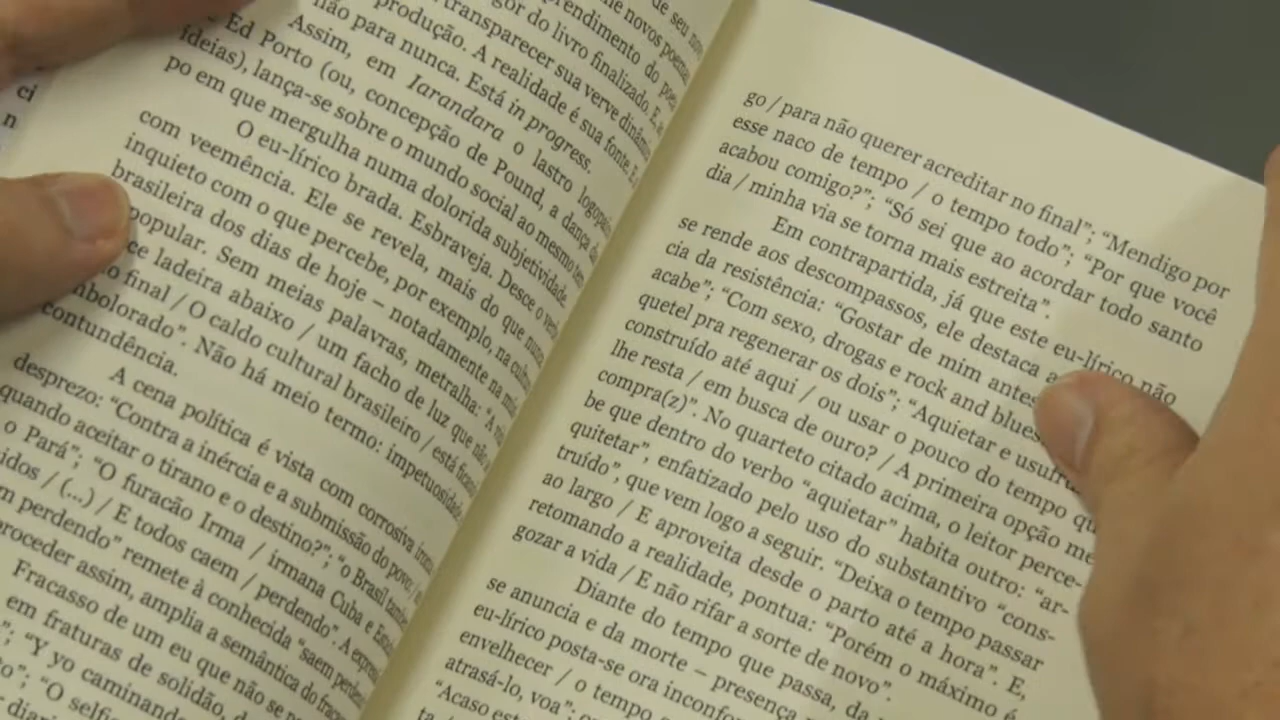 de seu
novos poemas
rendimento do
gor do livro finalizado. E
transparecer sua verve
produção. A realidade é sua fonte.
não para nunca. Está in progress.
Assim, em Iarandara o lastro
Ed Porto (ou, concepção de Pound, a dança
ideias), lança-se sobre o mundo social ao mesmo
po em que mergulha numa dolorida subjetividade.
O eu-lírico brada. Esbraveja. Desce o
com veemência. Ele se revela, mais do que
inquieto com o que percebe, por exemplo, na
brasileira dos dias de hoje – notadamente na
popular. Sem meias palavras, metralha:
ce ladeira abaixo / um facho de luz que não
no final / O caldo cultural brasileiro / está
mbolorado”. Não há meio termo: impetuosidade
contundência.
A cena política é vista com corrosiva
desprezo: “Contra a inércia e a submissão do povo /
quando aceitar o tirano e o destino?”; “o Brasil
o Pará”; “O furacão Irma / irmana Cuba e
idos / (...) / E todos caem / perdendo”. A
m perdendo” remete à conhecida “saem
roceder assim, amplia a semântica do
Fracasso de um eu que não se
em fraturas de solidão,
”; “Y yo caminando
o”; “O
go / para não querer acreditar no final”; “Mendigo por
esse naco de tempo / o tempo todo”; “Por que você
acabou comigo?”; “Só sei que ao acordar todo santo
dia / minha via se torna mais estreita”.
Em contrapartida, já que este eu-lírico não
se rende aos descompassos, ele destaca a
cia da resistência: “Gostar de mim antes
acabe”; “Com sexo, drogas e rock and blues
quetel pra regenerar os dois”; “Aquietar e
construído até aqui / ou usar o pouco do tempo
lhe resta / em busca de ouro? / A primeira opção me
compra(z)”. No quarteto citado acima, o leitor perce-
be que dentro do verbo “aquietar” habita outro: “ar-
quitetar”, enfatizado pelo uso do substantivo “cons-
truído”, que vem logo a seguir. “Deixa o tempo passar
ao largo / E aproveita desde o parto até a hora”. E,
retomando a realidade, pontua: “Porém o máximo é
gozar a vida / E não rifar a sorte de novo”.
Diante do tempo que passa, da
se anuncia e da morte – presença
eu-lírico posta-se ora
envelhecer / o tempo
atrasá-lo, voa”;
“Acaso
ta /